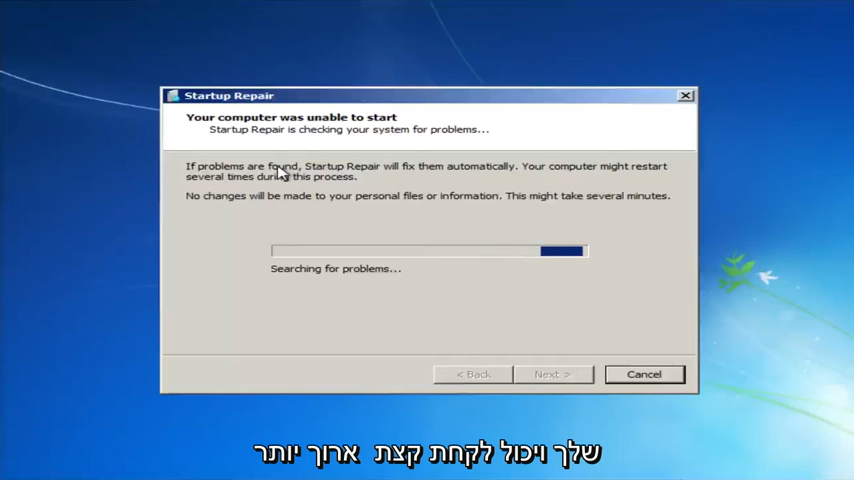 Startup Repair
Your computer was unable to start
Startup Repair is checking your system for problems...
If problems are found, Startup Repair will fix them automatically. Your computer might restart
several times during this process.
No changes will be made to your personal files or information. This might take several minutes.
Searching for problems...
< Back
Next >
Cancel
שלך ויכול לקחת קצת ארוך יותר